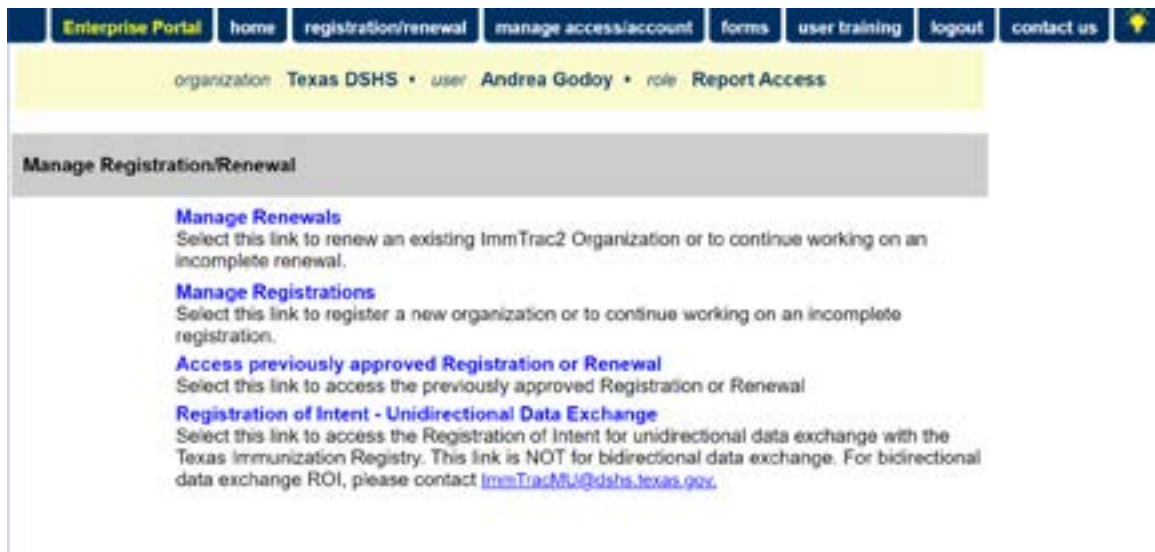 Enterprise Portal home registration/renewal manage access/account forms user training logout contact us
organization Texas DSHS • user Andrea Godoy • role Report Access
Manage Registration/Renewal
Manage Renewals
Select this link to renew an existing ImmTrac2 Organization or to continue working on an
incomplete renewal.
Manage Registrations
Select this link to register a new organization or to continue working on an incomplete
registration.
Access previously approved Registration or Renewal
Select this link to access the previously approved Registration or Renewal
Registration of Intent - Unidirectional Data Exchange
Select this link to access the Registration of Intent for unidirectional data exchange with the
Texas Immunization Registry. This link is NOT for bidirectional data exchange. For bidirectional
data exchange ROI, please contact ImmTracMU@dshs.texas.gov.